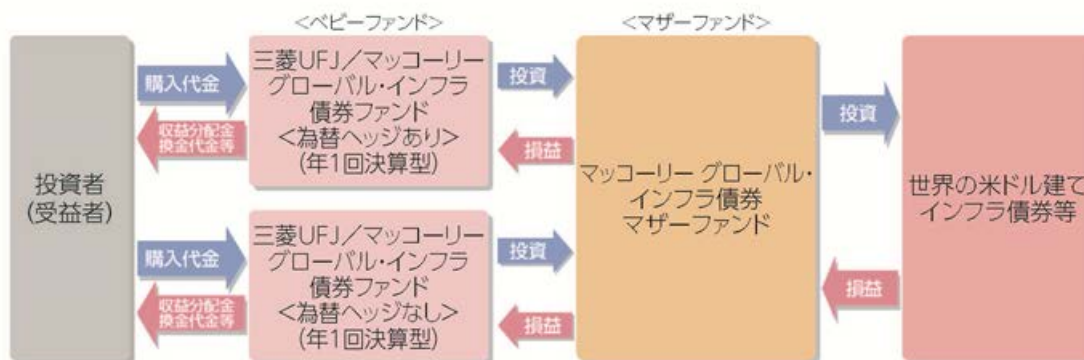 <ベビーファンド>
<マザーファンド>
投資者
(受益者)
購入代金
収益分配金
換金代金等
三菱UFJ/マッコーリー
グローバル・インフラ
債券ファンド
<為替ヘッジあり>
(年1回決算型)
投資
損益
購入代金
収益分配金
換金代金等
三菱UFJ/マッコーリー
グローバル・インフラ
債券ファンド
<為替ヘッジなし>
(年1回決算型)
投資
損益
マッコーリー グローバル・
インフラ債券
マザーファンド
投資
損益
世界の米ドル建て
インフラ債券等